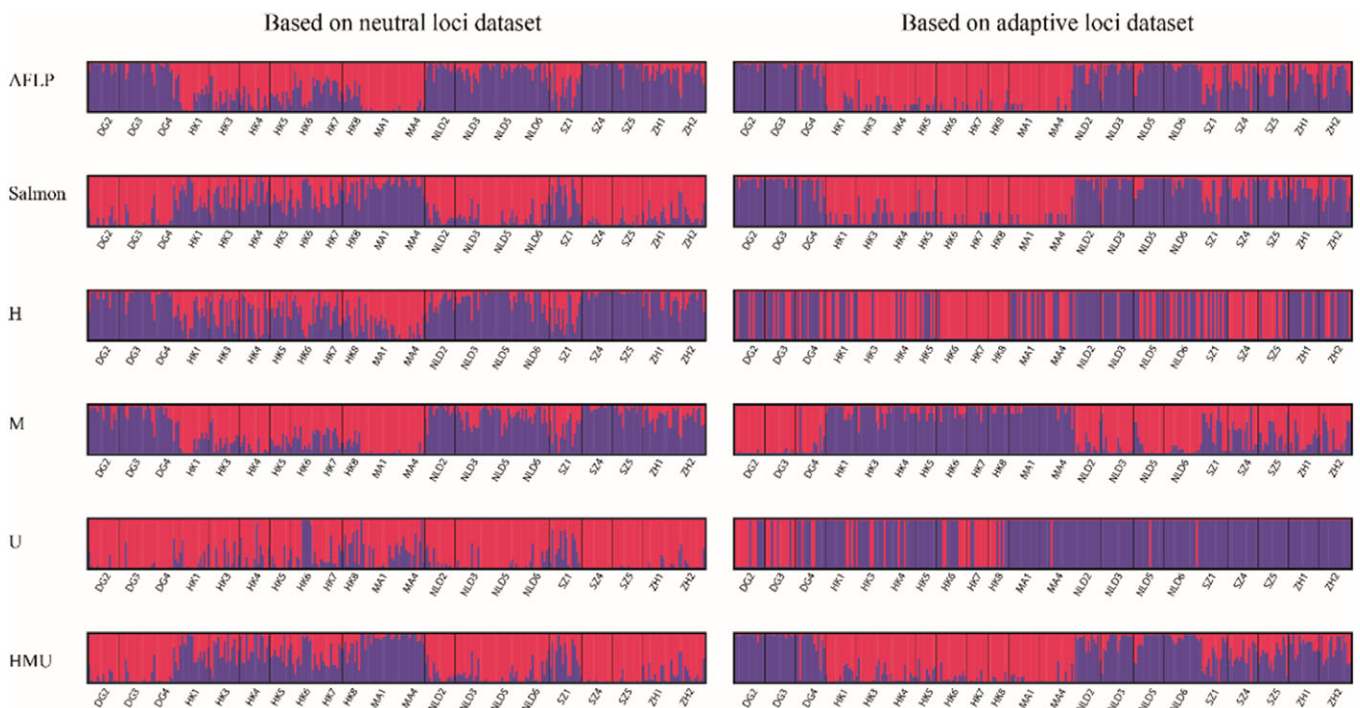 Based on neutral loci dataset Based on adaptive loci dataset
AFLP
DG2 DG3 DG4 HK1 HK3 HK4 HK5 HK6 HK7 HK8 MA1 MA4 NLD2 NLD3 NLD5 NLD6 SZ1 SZ4 SZ5 ZH1 ZH2 DG2 DG3 DG4 HK1 HK3 HK4 HK5 HK6 HK7 HK8 MA1 MA4 NLD2 NLD3 NLD5 NLD6 SZ1 SZ4 SZ5 ZH1 ZH2
Salmon
DG2 DG3 DG4 HK1 HK3 HK4 HK5 HK6 HK7 HK8 MA1 MA4 NLD2 NLD3 NLD5 NLD6 SZ1 SZ4 SZ5 ZH1 ZH2 DG2 DG3 DG4 HK1 HK3 HK4 HK5 HK6 HK7 HK8 MA1 MA4 NLD2 NLD3 NLD5 NLD6 SZ1 SZ4 SZ5 ZH1 ZH2
H
DG2 DG3 DG4 HK1 HK3 HK4 HK5 HK6 HK7 HK8 MA1 MA4 NLD2 NLD3 NLD5 NLD6 SZ1 SZ4 SZ5 ZH1 ZH2 DG2 DG3 DG4 HK1 HK3 HK4 HK5 HK6 HK7 HK8 MA1 MA4 NLD2 NLD3 NLD5 NLD6 SZ1 SZ4 SZ5 ZH1 ZH2
M
DG2 DG3 DG4 HK1 HK3 HK4 HK5 HK6 HK7 HK8 MA1 MA4 NLD2 NLD3 NLD5 NLD6 SZ1 SZ4 SZ5 ZH1 ZH2 DG2 DG3 DG4 HK1 HK3 HK4 HK5 HK6 HK7 HK8 MA1 MA4 NLD2 NLD3 NLD5 NLD6 SZ1 SZ4 SZ5 ZH1 ZH2
U
DG2 DG3 DG4 HK1 HK3 HK4 HK5 HK6 HK7 HK8 MA1 MA4 NLD2 NLD3 NLD5 NLD6 SZ1 SZ4 SZ5 ZH1 ZH2 DG2 DG3 DG4 HK1 HK3 HK4 HK5 HK6 HK7 HK8 MA1 MA4 NLD2 NLD3 NLD5 NLD6 SZ1 SZ4 SZ5 ZH1 ZH2
HMU
DG2 DG3 DG4 HK1 HK3 HK4 HK5 HK6 HK7 HK8 MA1 MA4 NLD2 NLD3 NLD5 NLD6 SZ1 SZ4 SZ5 ZH1 ZH2 DG2 DG3 DG4 HK1 HK3 HK4 HK5 HK6 HK7 HK8 MA1 MA4 NLD2 NLD3 NLD5 NLD6 SZ1 SZ4 SZ5 ZH1 ZH2